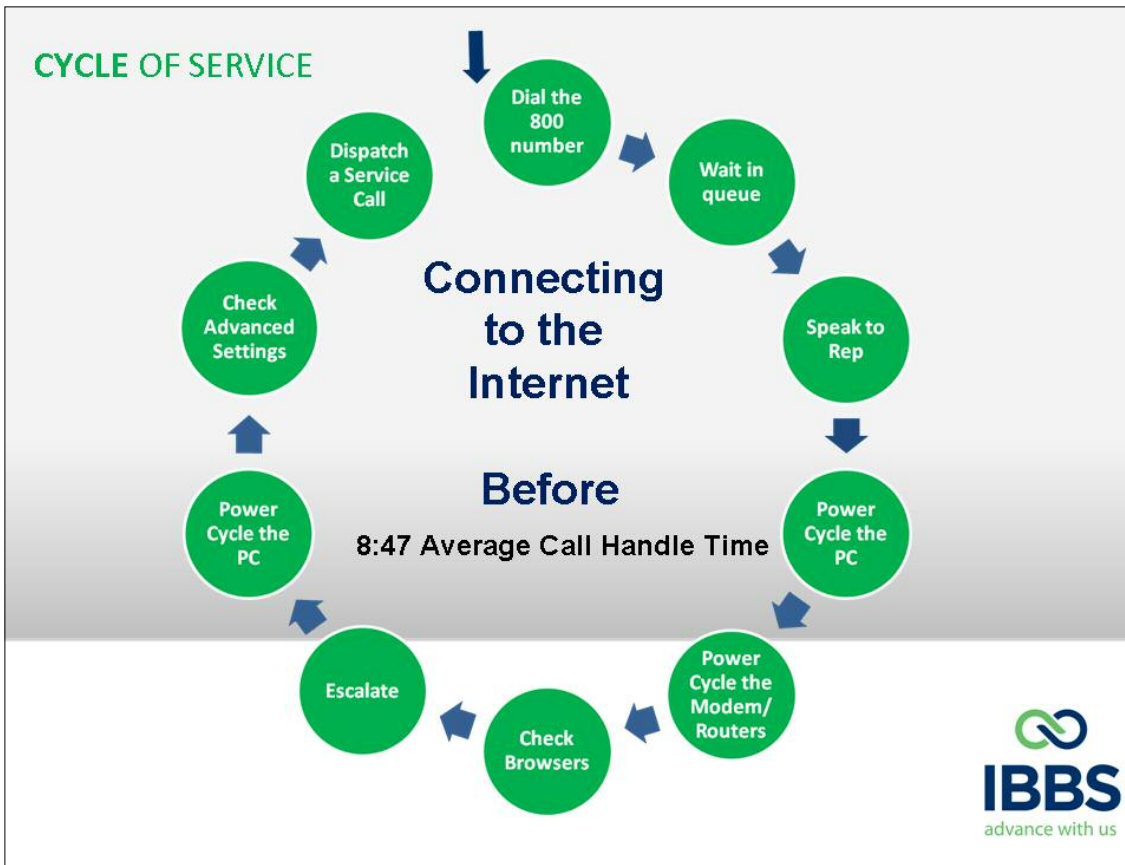 CYCLE OF SERVICE
Dial the
800
number
Wait in
queue
Speak to
Rep
Power
Cycle the
PC
Power
Cycle the
Modem/
Routers
Check
Browsers
Escalate
Power
Cycle the
PC
Check
Advanced
Settings
Dispatch
a Service
Call
Connecting
to the
Internet
Before
8:47 Average Call Handle Time
IBBS
advance with us